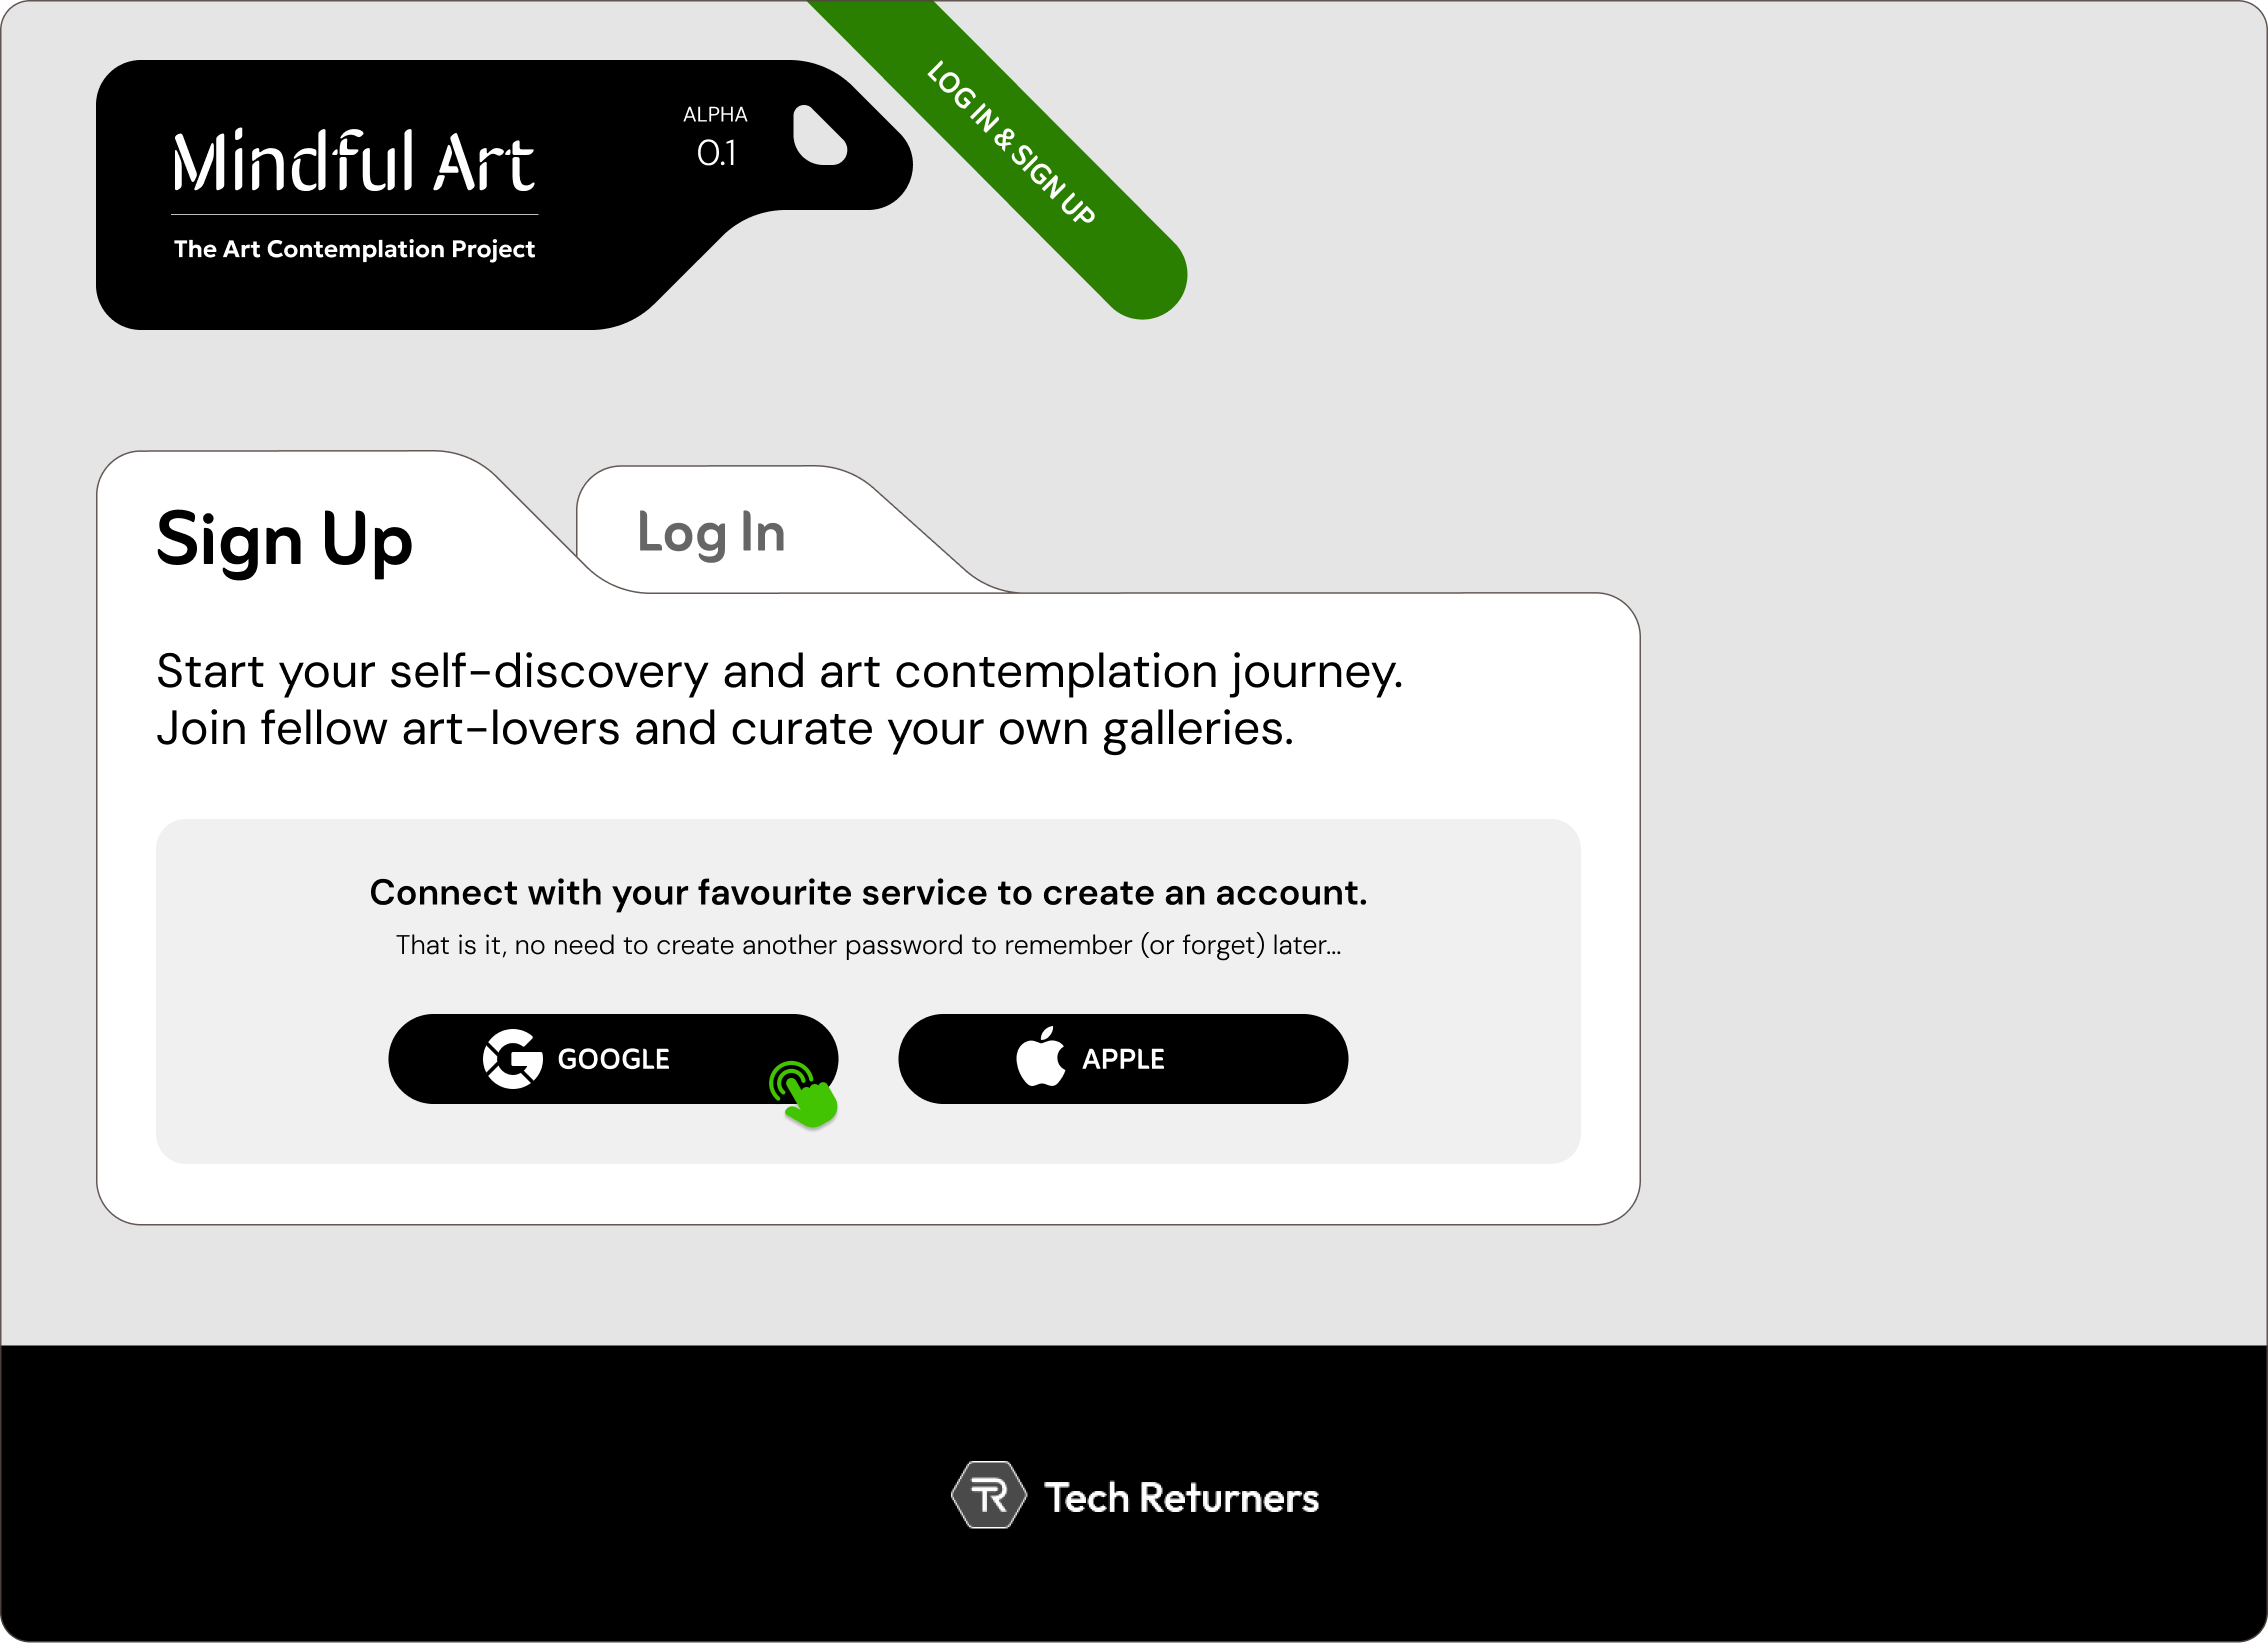 Mindful Art
The Art Contemplation Project
ALPHA
0.1
LOG IN & SIGN UP
Sign Up
Log In
Start your self-discovery and art contemplation journey.
Join fellow art-lovers and curate your own galleries.
Connect with your favourite service to create an account.
That is it, no need to create another password to remember (or forget) later...
GOOGLE
APPLE
TR
Tech Returners